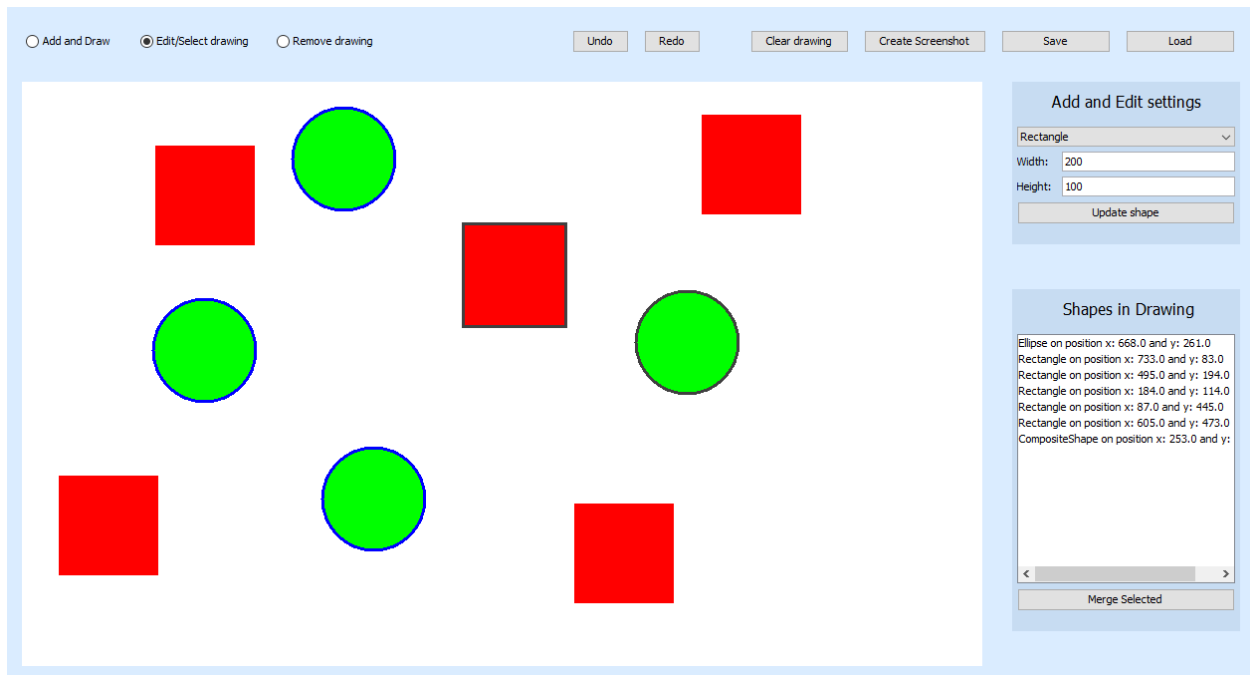 Add and Draw Edit/Select drawing Remove drawing Undo Redo Clear drawing Create Screenshot Save Load
Add and Edit settings
Rectangle
Width: 200
Height: 100
Update shape
Shapes in Drawing
Ellipse on position x: 668.0 and y: 261.0
Rectangle on position x: 733.0 and y: 83.0
Rectangle on position x: 495.0 and y: 194.0
Rectangle on position x: 184.0 and y: 114.0
Rectangle on position x: 87.0 and y: 445.0
Rectangle on position x: 605.0 and y: 473.0
CompositeShape on position x: 253.0 and y:
Merge Selected